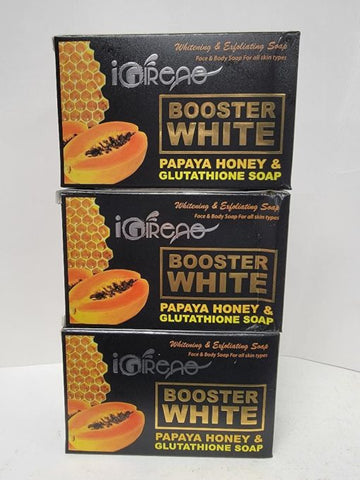 Whitening & Exfoliating Soap
Face & Body Soap For all skin types
iGirene
BOOSTER
WHITE
PAPAYA HONEY &
GLUTATHIONE SOAP
Whitening & Exfoliating Soap
Face & Body Soap For all skin types
iGirene
BOOSTER
WHITE
PAPAYA HONEY &
GLUTATHIONE SOAP
Whitening & Exfoliating Soap
Face & Body Soap For all skin types
iGirene
BOOSTER
WHITE
PAPAYA HONEY &
GLUTATHIONE SOAP